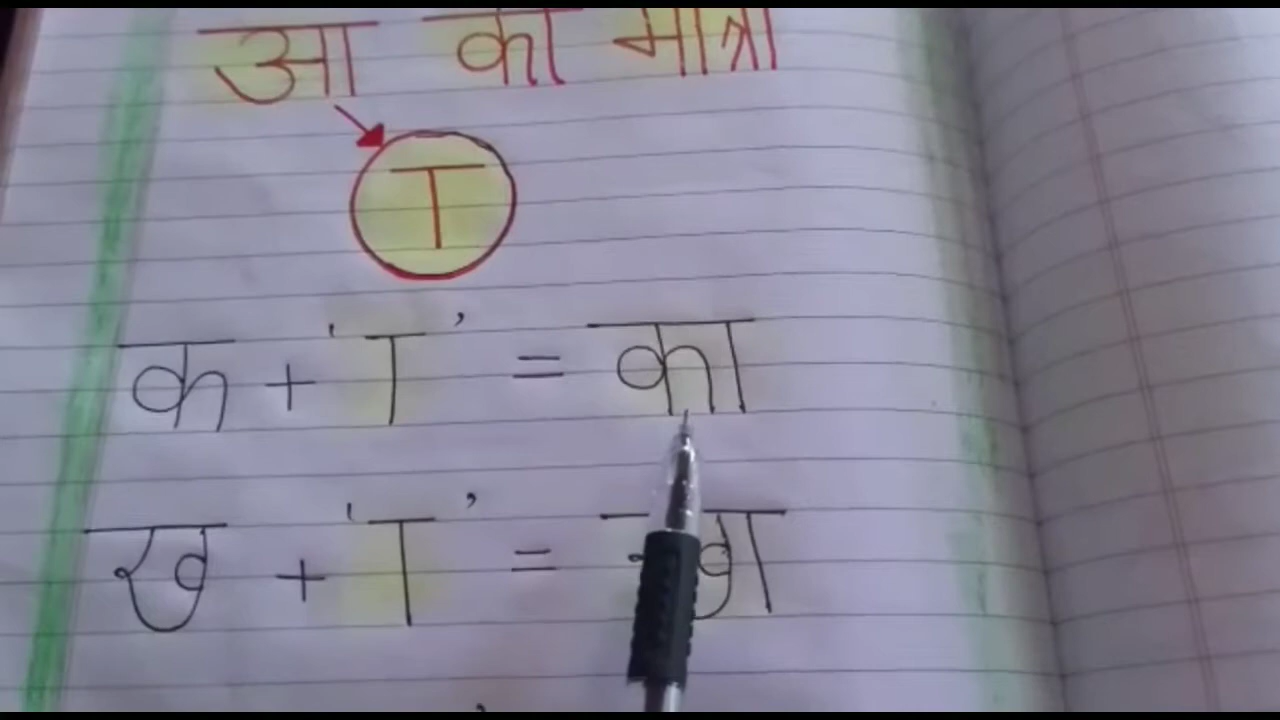 आ की मात्रा
ा
क + 'ा' = का
ख + 'ा' = खा